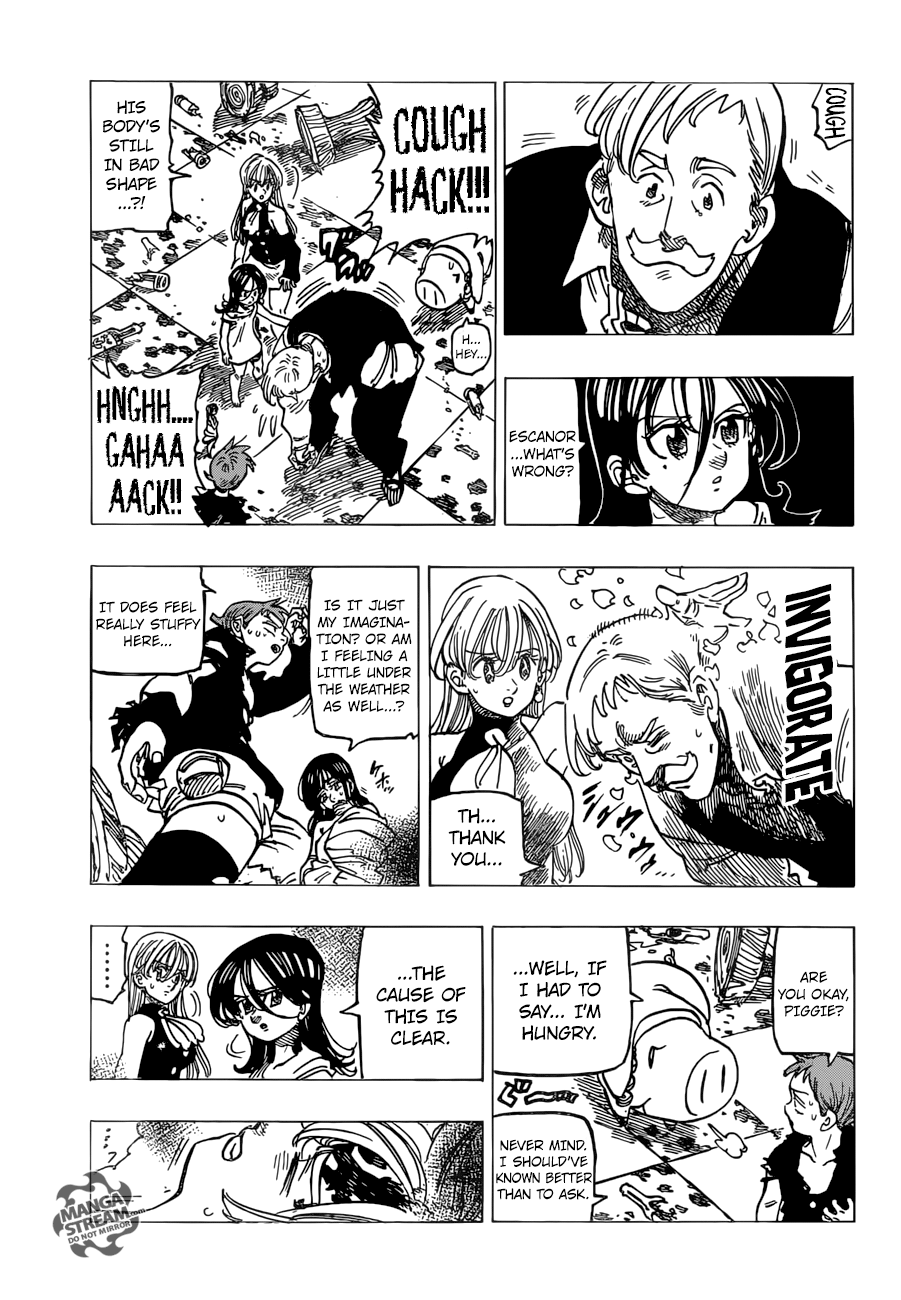 COUGH
HIS
BODY'S
STILL
IN BAD
SHAPE
...?!
COUGH
HACK!!!
H...
HEY...
HNGHH....
GAHAA
AACK!!
ESCANOR
...WHAT'S
WRONG?
INVIGORATE
TH...
THANK
YOU...
IS IT JUST
MY IMAGINA-
TION? OR AM
I FEELING A
LITTLE UNDER
THE WEATHER
AS WELL...?
IT DOES FEEL
REALLY STUFFY
HERE...
ARE
YOU OKAY,
PIGGIE?
...WELL, IF
I HAD TO
SAY... I'M
HUNGRY.
NEVER MIND.
I SHOULD'VE
KNOWN BETTER
THAN TO ASK.
...THE
CAUSE OF
THIS IS
CLEAR.
......
MANGA
STREAM.com
DO NOT MIRROR